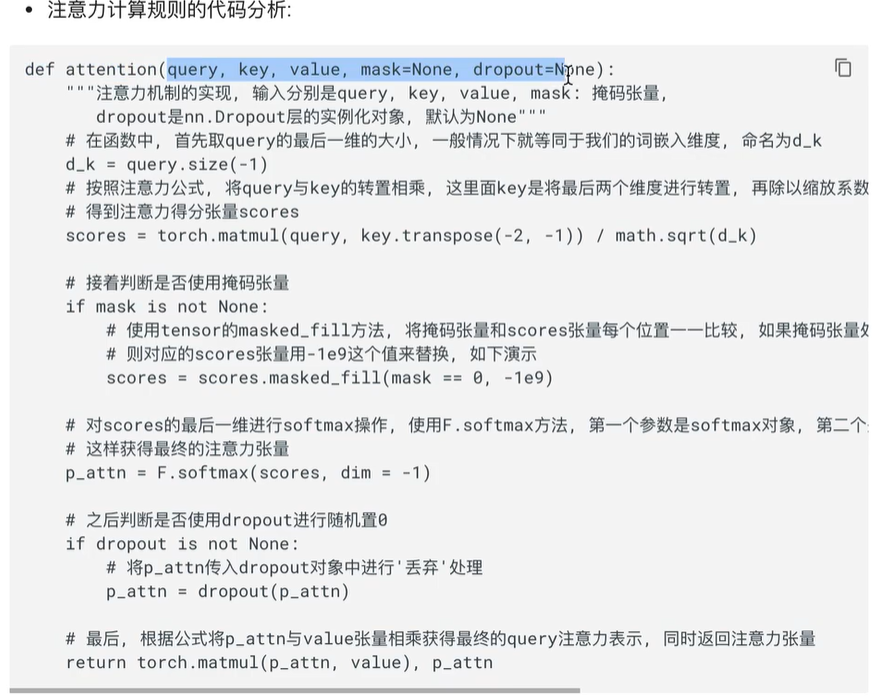 • 注意力计算规则的代码分析:
def attention(query, key, value, mask=None, dropout=None):
"""注意力机制的实现, 输入分别是query, key, value, mask: 掩码张量,
dropout是nn.Dropout层的实例化对象, 默认为None"""
# 在函数中, 首先取query的最后一维的大小, 一般情况下就等同于我们的词嵌入维度, 命名为d_k
d_k = query.size(-1)
# 按照注意力公式, 将query与key的转置相乘, 这里面key是将最后两个维度进行转置, 再除以缩放系数
# 得到注意力得分张量scores
scores = torch.matmul(query, key.transpose(-2, -1)) / math.sqrt(d_k)
# 接着判断是否使用掩码张量
if mask is not None:
# 使用tensor的masked_fill方法, 将掩码张量和scores张量每个位置一一比较, 如果掩码张量处
# 则对应的scores张量用-1e9这个值来替换, 如下演示
scores = scores.masked_fill(mask == 0, -1e9)
# 对scores的最后一维进行softmax操作, 使用F.softmax方法, 第一个参数是softmax对象, 第二个
# 这样获得最终的注意力张量
p_attn = F.softmax(scores, dim = -1)
# 之后判断是否使用dropout进行随机置0
if dropout is not None:
# 将p_attn传入dropout对象中进行'丢弃'处理
p_attn = dropout(p_attn)
# 最后, 根据公式将p_attn与value张量相乘获得最终的query注意力表示, 同时返回注意力张量
return torch.matmul(p_attn, value), p_attn